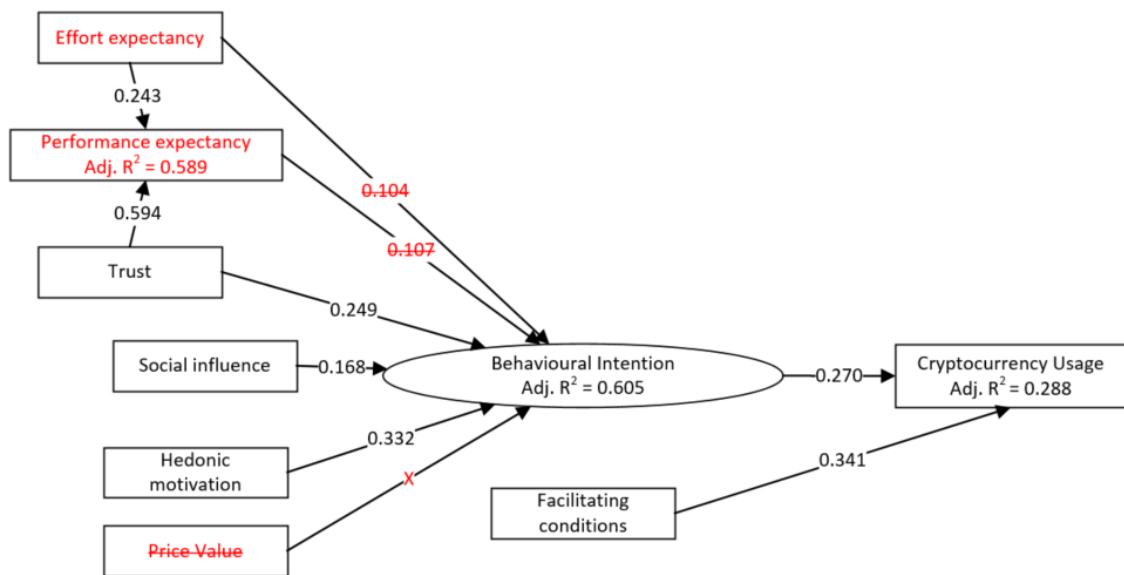 Effort expectancy
0.243
Performance expectancy
Adj. R² = 0.589
0.104
0.594
0.107
Trust
0.249
Social influence
0.168
Behavioural Intention
Adj. R² = 0.605
0.270
Cryptocurrency Usage
Adj. R² = 0.288
0.332
Hedonic
motivation
X
0.341
Facilitating
conditions
Price Value